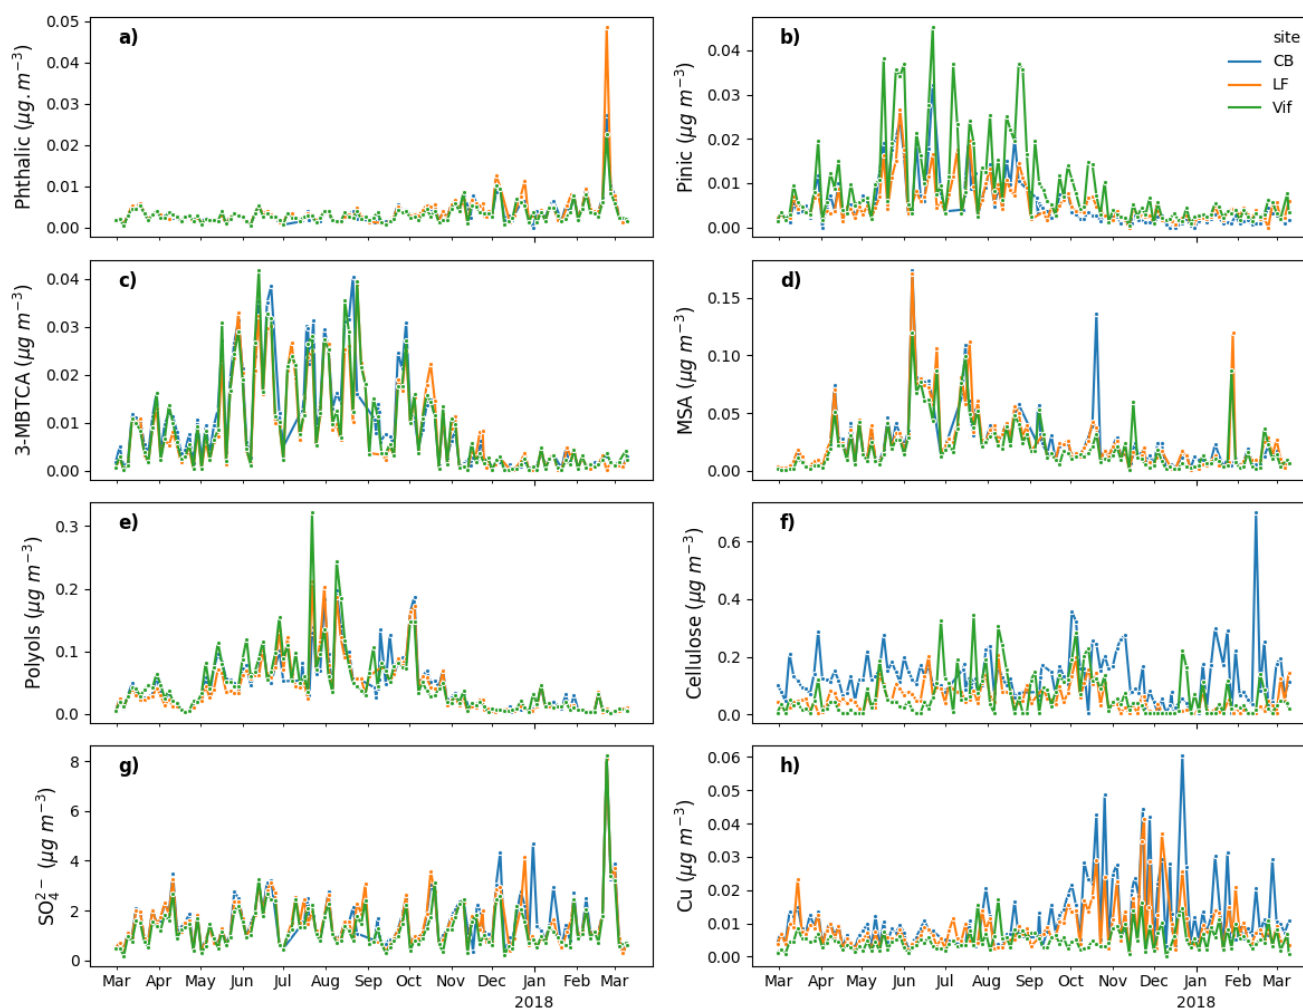 a)
Phthalic (μg. m⁻³)
0.05
0.04
0.03
0.02
0.01
0.00
b)
Pinic (μg m⁻³)
0.04
0.03
0.02
0.01
0.00
site
CB
LF
Vif
c)
3-MBTCA (μg m⁻³)
0.04
0.03
0.02
0.01
0.00
d)
MSA (μg m⁻³)
0.15
0.10
0.05
0.00
e)
Polyols (μg m⁻³)
0.3
0.2
0.1
0.0
f)
Cellulose (μg m⁻³)
0.6
0.4
0.2
0.0
g)
SO₄²⁻ (μg m⁻³)
8
6
4
2
0
h)
Cu (μg m⁻³)
0.06
0.05
0.04
0.03
0.02
0.01
0.00
Mar Apr May Jun Jul Aug Sep Oct Nov Dec Jan Feb Mar
2018
Mar Apr May Jun Jul Aug Sep Oct Nov Dec Jan Feb Mar
2018